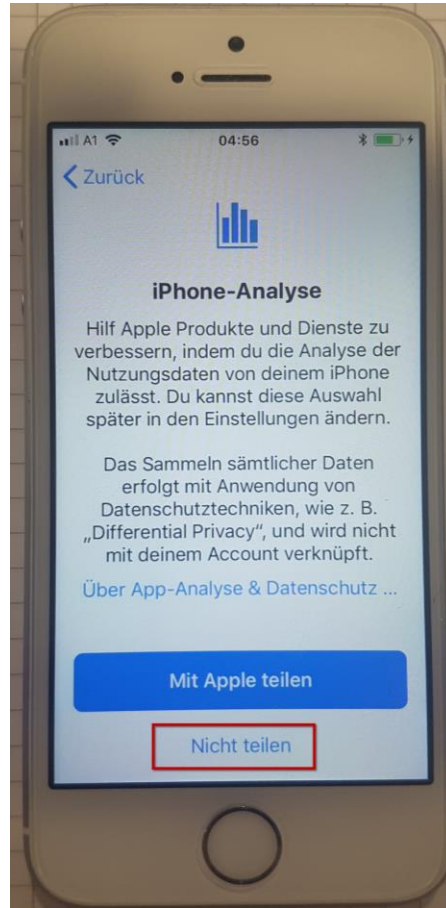 A1 04:56
Zurück
iPhone-Analyse
Hilf Apple Produkte und Dienste zu
verbessern, indem du die Analyse der
Nutzungsdaten von deinem iPhone
zulässt. Du kannst diese Auswahl
später in den Einstellungen ändern.
Das Sammeln sämtlicher Daten
erfolgt mit Anwendung von
Datenschutztechniken, wie z. B.
„Differential Privacy“, und wird nicht
mit deinem Account verknüpft.
Über App-Analyse & Datenschutz ...
Mit Apple teilen
Nicht teilen